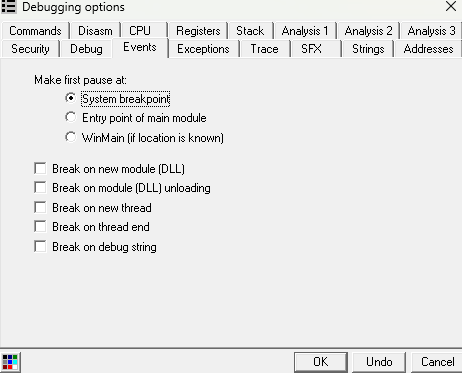 Debugging options
Commands Disasm CPU Registers Stack Analysis 1 Analysis 2 Analysis 3
Security Debug Events Exceptions Trace SFX Strings Addresses
Make first pause at:
System breakpoint
Entry point of main module
WinMain (if location is known)
Break on new module (DLL)
Break on module (DLL) unloading
Break on new thread
Break on thread end
Break on debug string
OK Undo Cancel